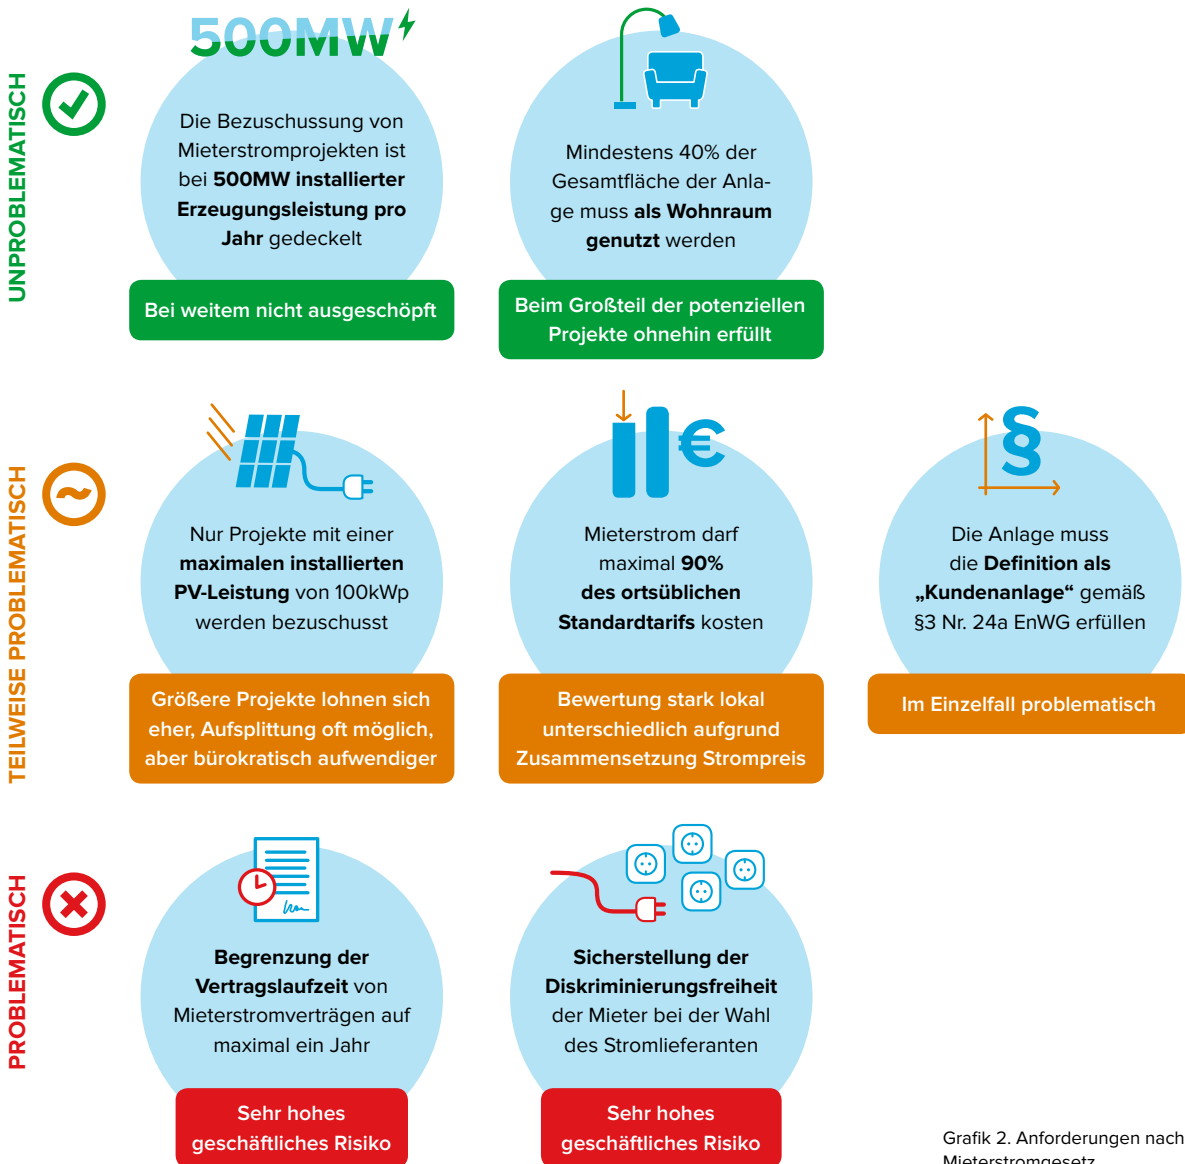 UNPROBLEMATISCH
500MW
Die Bezuschussung von
Mieterstromprojekten ist
bei 500MW installierter
Erzeugungsleistung pro
Jahr gedeckelt
Bei weitem nicht ausgeschöpft
Mindestens 40% der
Gesamtfläche der Anla-
ge muss als Wohnraum
genutzt werden
Beim Großteil der potenziellen
Projekte ohnehin erfüllt
TEILWEISE PROBLEMATISCH
Nur Projekte mit einer
maximalen installierten
PV-Leistung von 100kWp
werden bezuschusst
Größere Projekte lohnen sich
eher, Aufsplittung oft möglich,
aber bürokratisch aufwendiger
€
Mieterstrom darf
maximal 90%
des ortsüblichen
Standardtarifs kosten
Bewertung stark lokal
unterschiedlich aufgrund
Zusammensetzung Strompreis
§
Die Anlage muss
die Definition als
„Kundenanlage“ gemäß
§3 Nr. 24a EnWG erfüllen
Im Einzelfall problematisch
PROBLEMATISCH
Begrenzung der
Vertragslaufzeit von
Mieterstromverträgen auf
maximal ein Jahr
Sehr hohes
geschäftliches Risiko
Sicherstellung der
Diskriminierungsfreiheit
der Mieter bei der Wahl
des Stromlieferanten
Sehr hohes
geschäftliches Risiko
Grafik 2. Anforderungen nach
Mieterstromgesetz